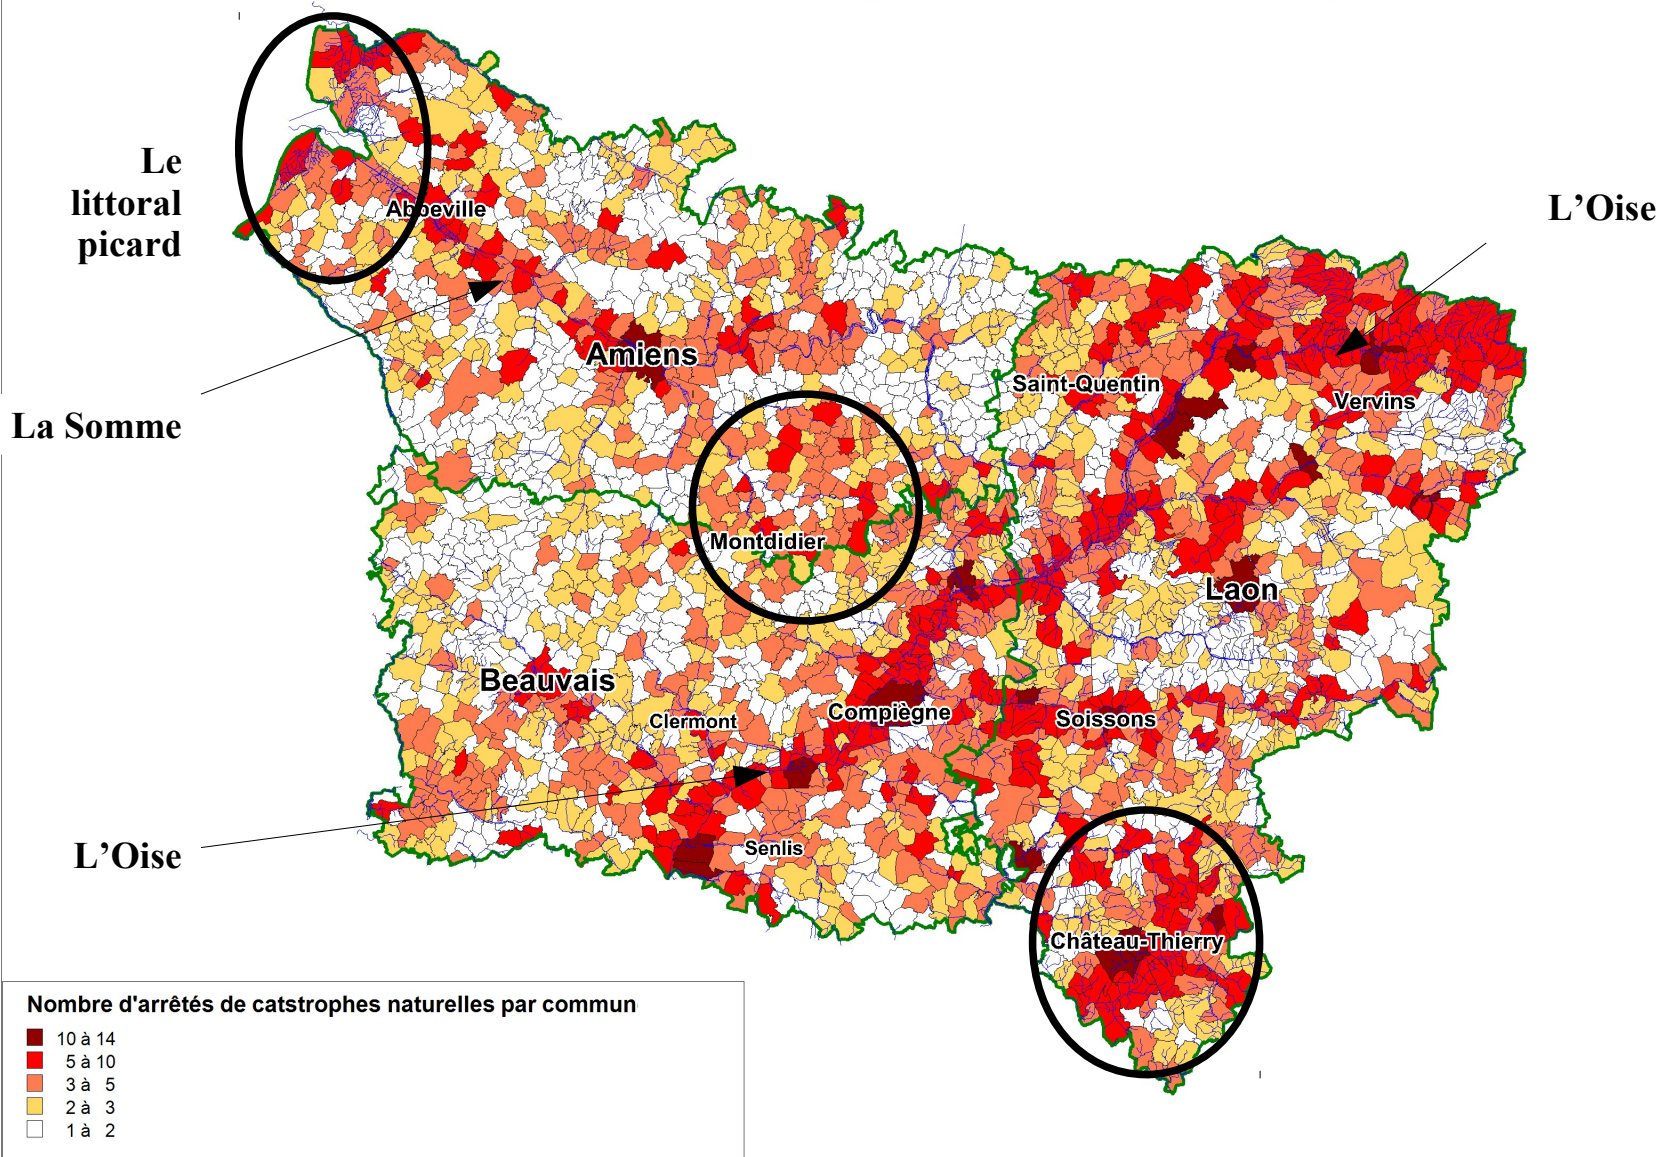 Le
littoral
picard
L'Oise
Abbeville
Amiens
Saint-Quentin
Vervins
La Somme
Montdidier
Laon
Beauvais
Clermont
Compiègne
Soissons
L'Oise
Senlis
Château-Thierry
Nombre d'arrêtés de catstrophes naturelles par commun
10 à 14
5 à 10
3 à 5
2 à 3
1 à 2